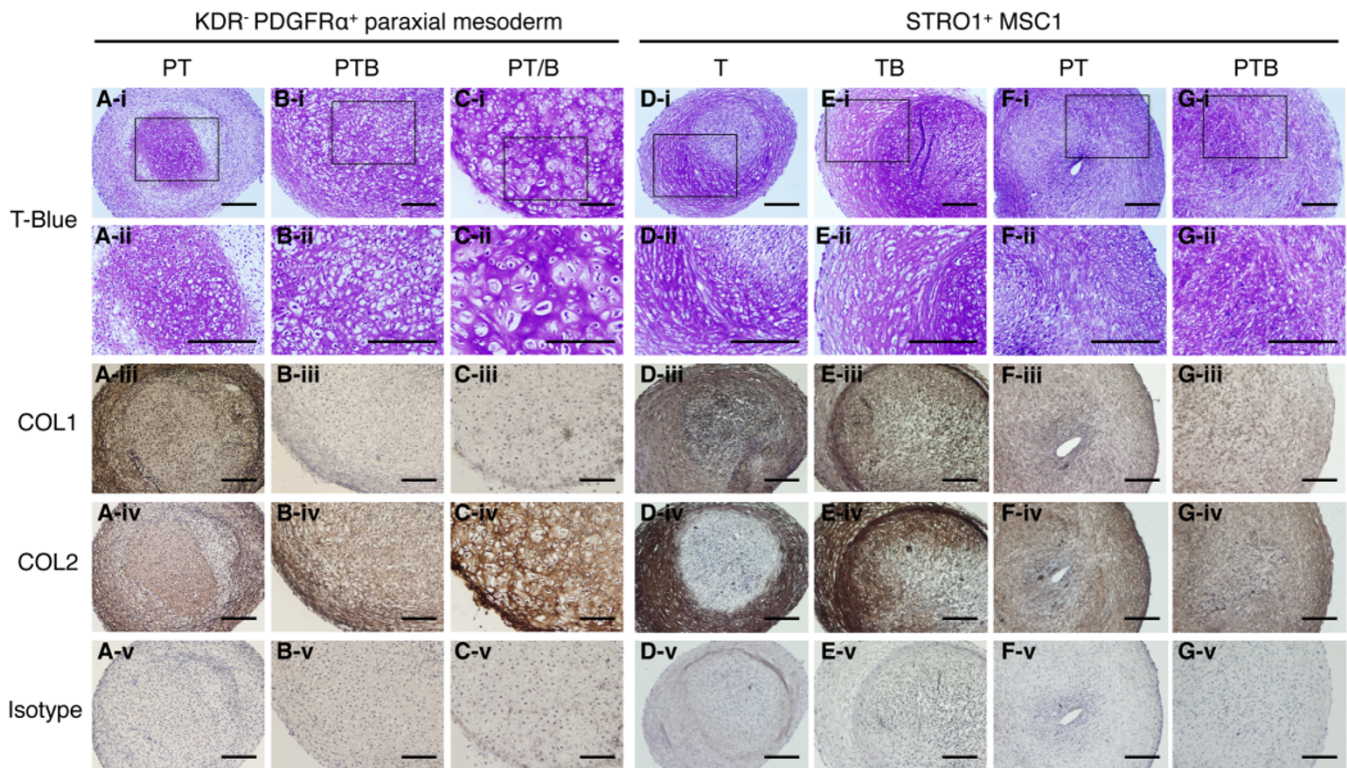 KDR⁻ PDGFRα⁺ paraxial mesoderm STRO1⁺ MSC1
PT PTB PT/B T TB PT PTB
A-i B-i C-i D-i E-i F-i G-i
T-Blue
A-ii B-ii C-ii D-ii E-ii F-ii G-ii
A-iii B-iii C-iii D-iii E-iii F-iii G-iii
COL1
A-iv B-iv C-iv D-iv E-iv F-iv G-iv
COL2
A-v B-v C-v D-v E-v F-v G-v
Isotype